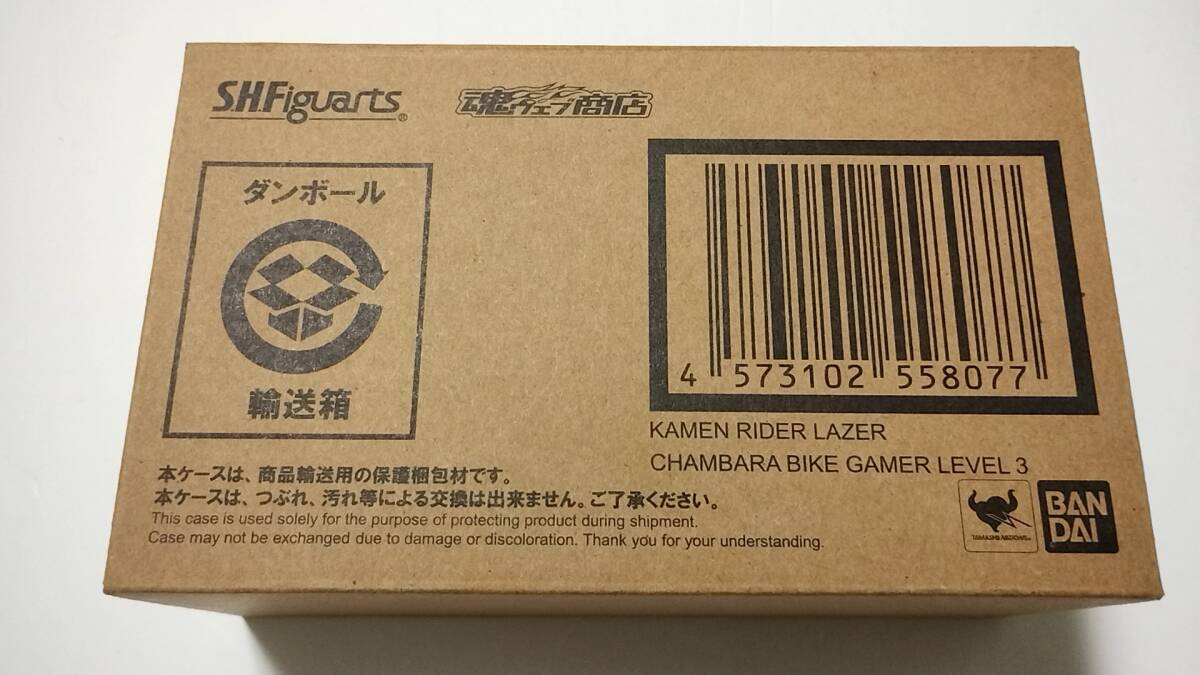 S.H.Figuarts®
魂ウェブ商店
ダンボール
輸送箱
4 573102 558077
KAMEN RIDER LAZER
CHAMBARA BIKE GAMER LEVEL 3
本ケースは、商品輸送用の保護梱包材です。
本ケースは、つぶれ、汚れ等による交換は出来ません。ご了承ください。
This case is used solely for the purpose of protecting product during shipment.
Case may not be exchanged due to damage or discoloration. Thank you for your understanding.
TAMASHII NATIONS
BAN
DAI